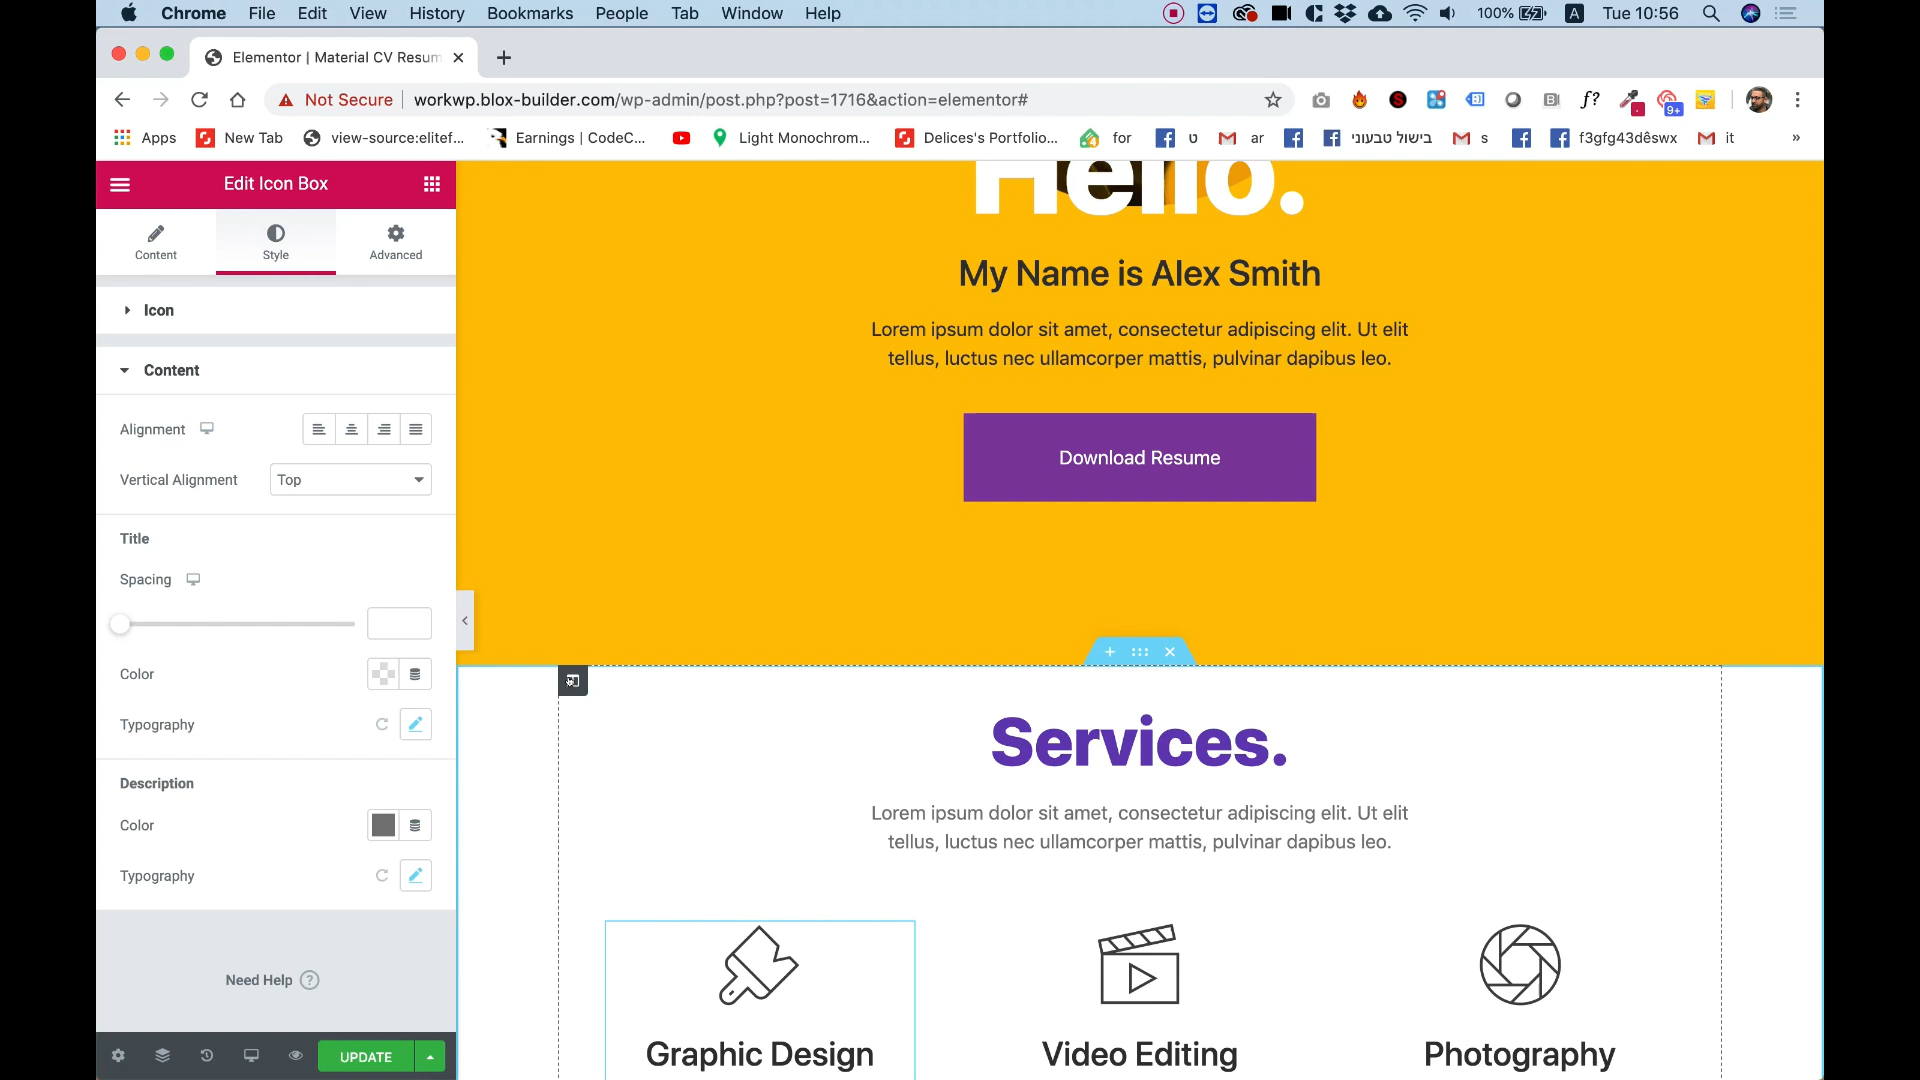 Chrome File Edit View History Bookmarks People Tab Window Help 100% A Tue 10:56
Elementor | Material CV Resum
Not Secure workwp.blox-builder.com/wp-admin/post.php?post=1716&action=elementor# S B f? 9+
Apps New Tab view-source:elitef... Earnings | CodeC... Light Monochrom... Delices's Portfolio... for ט ar בישול טבעוני s f3gfg43dêswx it »
Edit Icon Box
Content Style Advanced
Icon
Content
Alignment
Vertical Alignment Top
Title
Spacing
Color
Typography
Description
Color
Typography
Need Help ?
UPDATE
Hello.
My Name is Alex Smith
Lorem ipsum dolor sit amet, consectetur adipiscing elit. Ut elit
tellus, luctus nec ullamcorper mattis, pulvinar dapibus leo.
Download Resume
Services.
Lorem ipsum dolor sit amet, consectetur adipiscing elit. Ut elit
tellus, luctus nec ullamcorper mattis, pulvinar dapibus leo.
Graphic Design Video Editing Photography